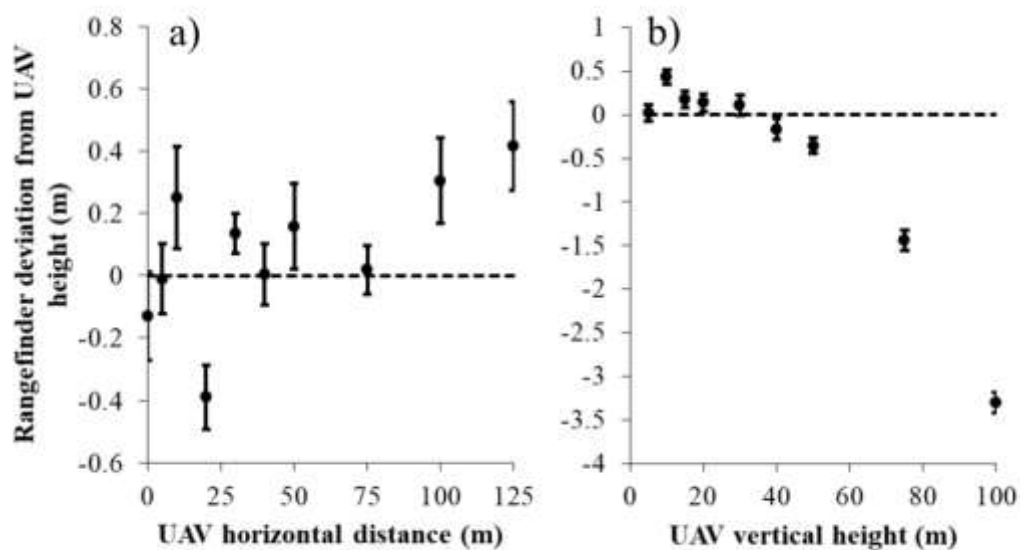 Rangefinder deviation from UAV
height (m)
a)
0.8
0.6
0.4
0.2
0
-0.2
-0.4
-0.6
0 25 50 75 100 125
UAV horizontal distance (m)
b)
1
0.5
0
-0.5
-1
-1.5
-2
-2.5
-3
-3.5
-4
0 20 40 60 80 100
UAV vertical height (m)